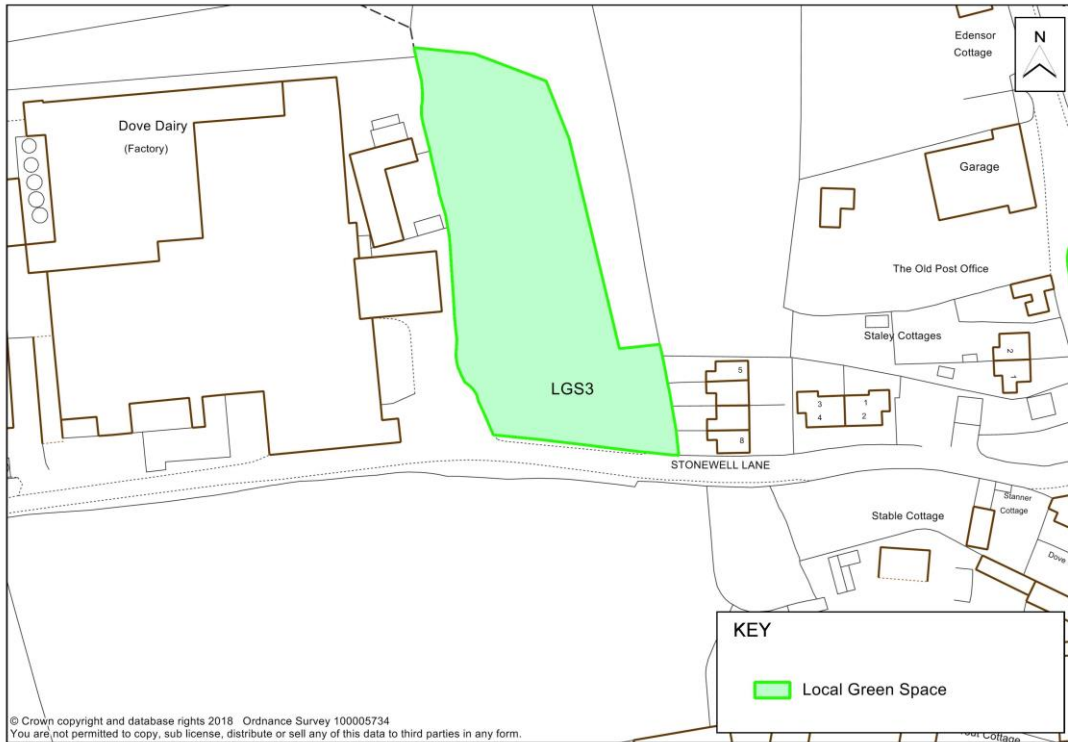 Edensor
Cottage
N
Dove Dairy
(Factory)
Garage
The Old Post Office
Staley Cottages
2
1
5
LGS3
3
1
4
2
8
STONEWELL LANE
Stable Cottage
Stanner
Cottage
Dove
KEY
Local Green Space
© Crown copyright and database rights 2018 Ordnance Survey 100005734
You are not permitted to copy, sub license, distribute or sell any of this data to third parties in any form.
Cottage